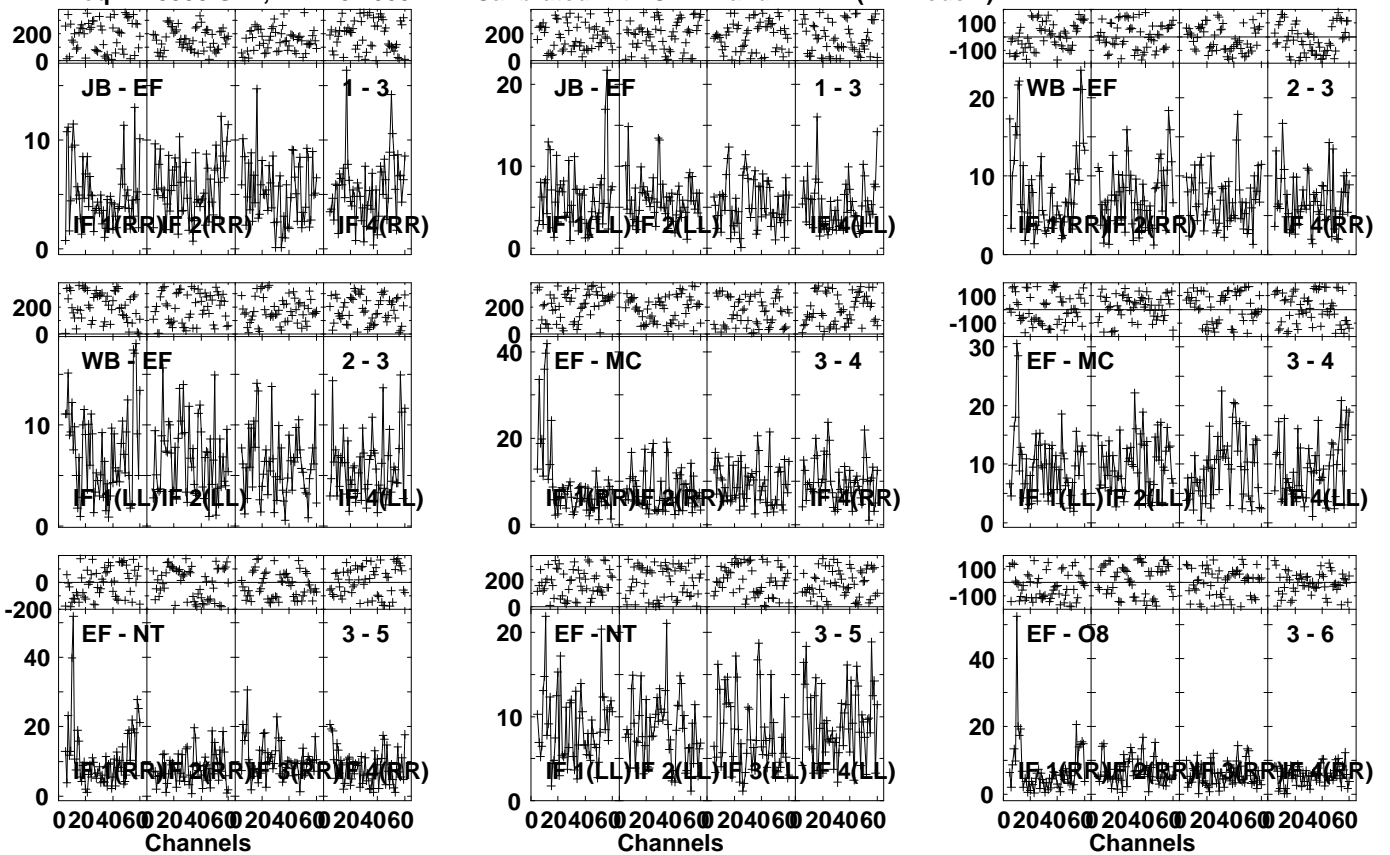 200
0
JB - EF 1 - 3
10
0
IF 1(RR) IF 2(RR) IF 4(RR)
200
0
JB - EF 1 - 3
20
10
0
IF 1(LL) IF 2(LL) IF 4(LL)
100
-100
WB - EF 2 - 3
20
10
0
IF 1(RR) IF 2(RR) IF 4(RR)
200
0
WB - EF 2 - 3
10
0
IF 1(LL) IF 2(LL) IF 4(LL)
200
0
EF - MC 3 - 4
40
20
0
IF 1(RR) IF 2(RR) IF 4(RR)
100
-100
EF - MC 3 - 4
30
20
10
0
IF 1(LL) IF 2(LL) IF 4(LL)
0
-200
EF - NT 3 - 5
40
20
0
IF 1(RR) IF 2(RR) IF 3(RR) IF 4(RR)
0 20 40 60 0 20 40 60 0 20 40 60 0 20 40 60
Channels
200
0
EF - NT 3 - 5
20
10
0
IF 1(LL) IF 2(LL) IF 3(LL) IF 4(LL)
0 20 40 60 0 20 40 60 0 20 40 60 0 20 40 60
Channels
100
-100
EF - O8 3 - 6
40
20
0
IF 1(RR) IF 2(RR) IF 3(RR) IF 4(RR)
0 20 40 60 0 20 40 60 0 20 40 60 0 20 40 60
Channels